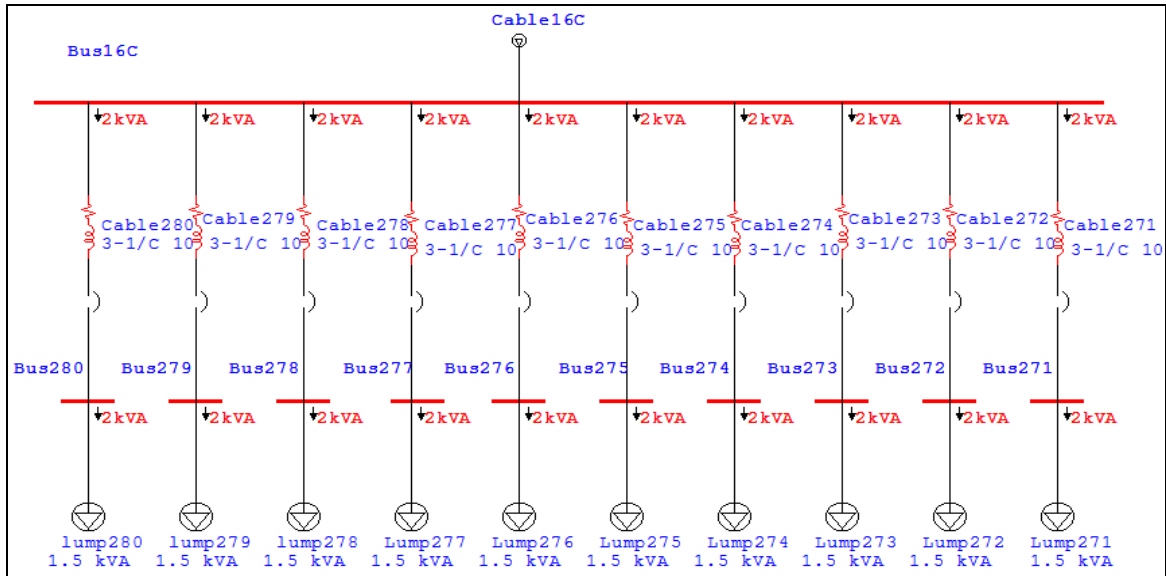 Cable16C
Bus16C
2kVA 2kVA 2kVA 2kVA 2kVA 2kVA 2kVA 2kVA 2kVA 2kVA
Cable280 Cable279 Cable278 Cable277 Cable276 Cable275 Cable274 Cable273 Cable272 Cable271
3-1/C 10 3-1/C 10 3-1/C 10 3-1/C 10 3-1/C 10 3-1/C 10 3-1/C 10 3-1/C 10 3-1/C 10 3-1/C 10
Bus280 Bus279 Bus278 Bus277 Bus276 Bus275 Bus274 Bus273 Bus272 Bus271
2kVA 2kVA 2kVA 2kVA 2kVA 2kVA 2kVA 2kVA 2kVA 2kVA
lump280 lump279 lump278 Lump277 Lump276 Lump275 Lump274 Lump273 Lump272 Lump271
1.5 kVA 1.5 kVA 1.5 kVA 1.5 kVA 1.5 kVA 1.5 kVA 1.5 kVA 1.5 kVA 1.5 kVA 1.5 kVA